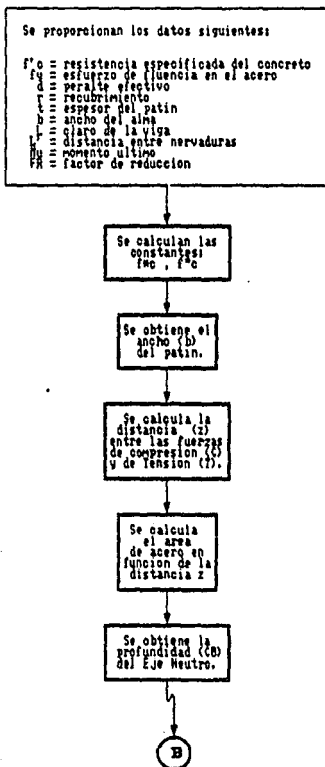 Se proporcionan los datos siguientes:
f'c = resistencia especificada del concreto
fy = esfuerzo de fluencia en el acero
d = peralte efectivo
r = recubrimiento
t = espesor del patin
b = ancho del alma
L = claro de la viga
L' = distancia entre nervaduras
Mu = momento ultimo
FR = factor de reduccion
Se calculan las
constantes:
f*c , f"c
Se obtiene el
ancho (b)
del patin.
Se calcula la
distancia (z)
entre las fuerzas
de compresion (C)
y de Tension (T).
Se calcula
el area
de acero en
funcion de la
distancia z
Se obtiene la
profundidad (CB)
del Eje Neutro.
B